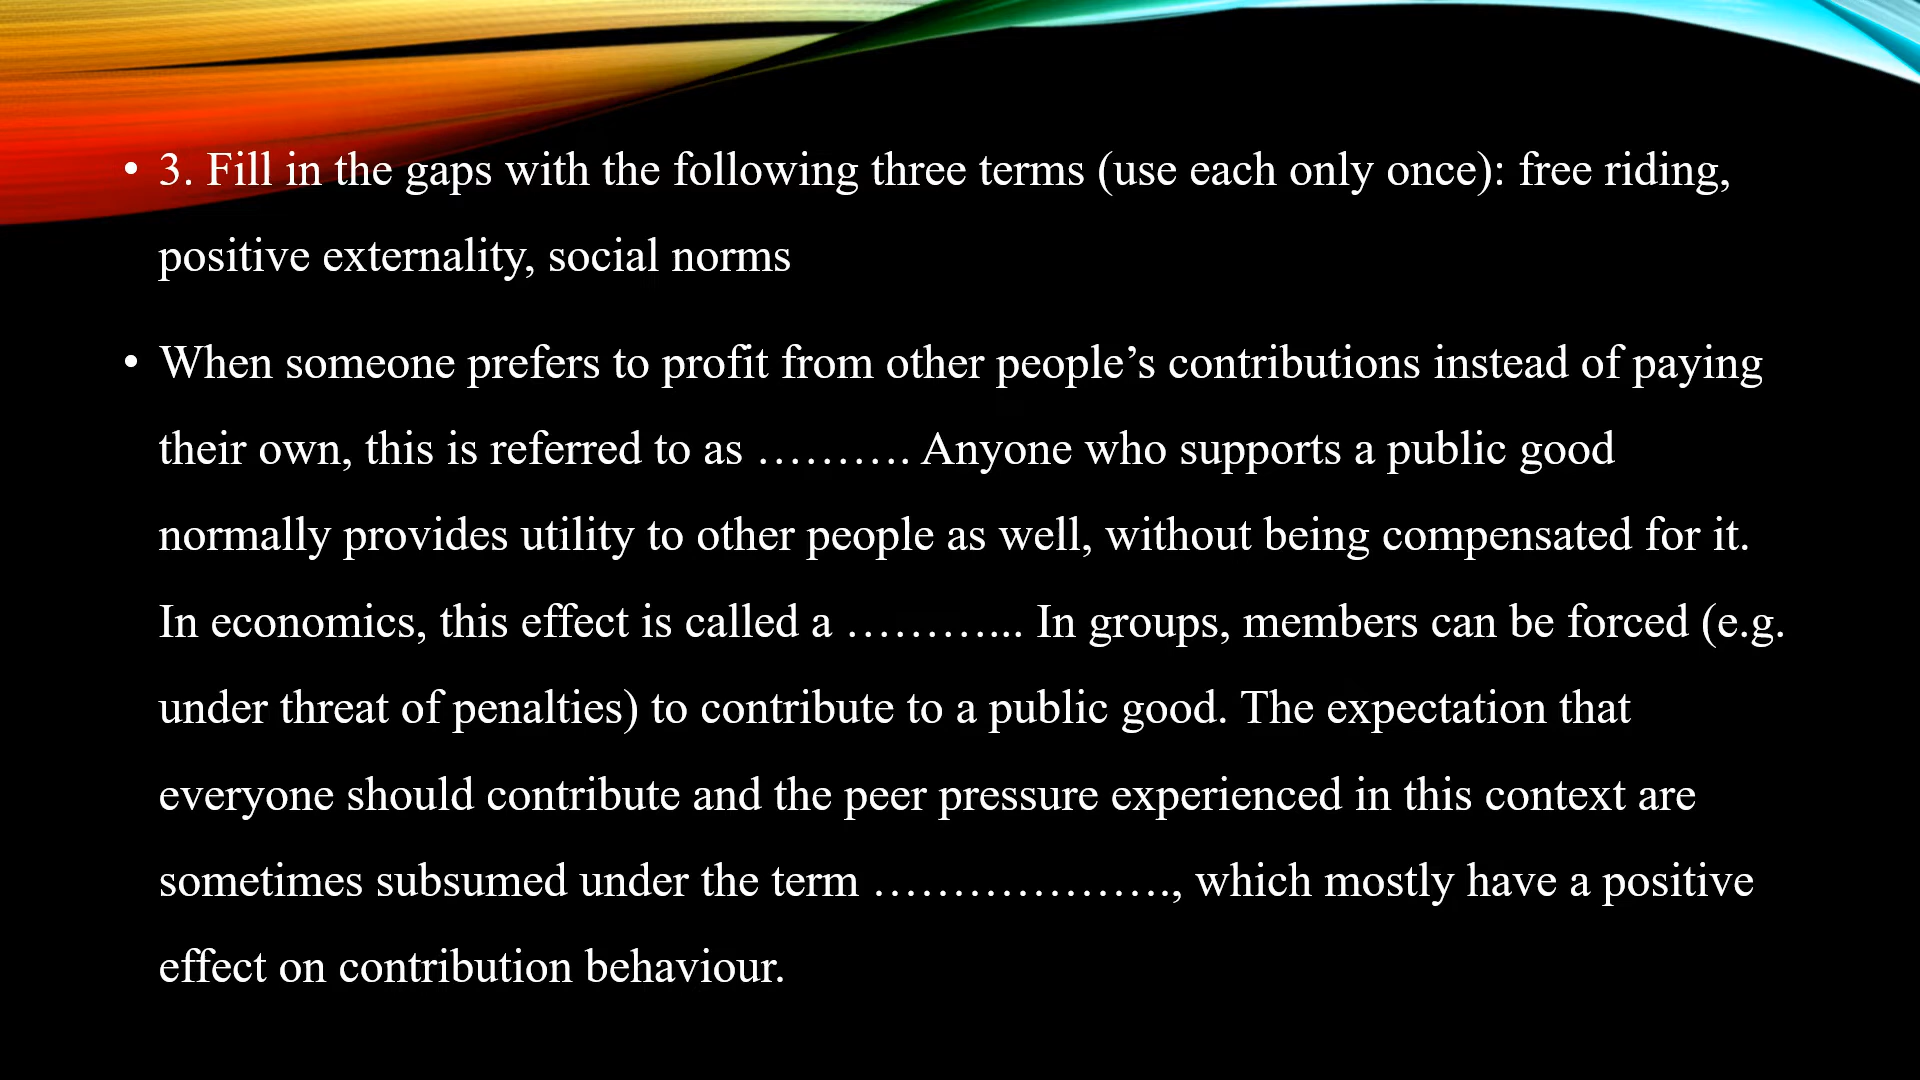 • 3. Fill in the gaps with the following three terms (use each only once): free riding,
positive externality, social norms
• When someone prefers to profit from other people’s contributions instead of paying
their own, this is referred to as ………. Anyone who supports a public good
normally provides utility to other people as well, without being compensated for it.
In economics, this effect is called a ………... In groups, members can be forced (e.g.
under threat of penalties) to contribute to a public good. The expectation that
everyone should contribute and the peer pressure experienced in this context are
sometimes subsumed under the term ………………., which mostly have a positive
effect on contribution behaviour.